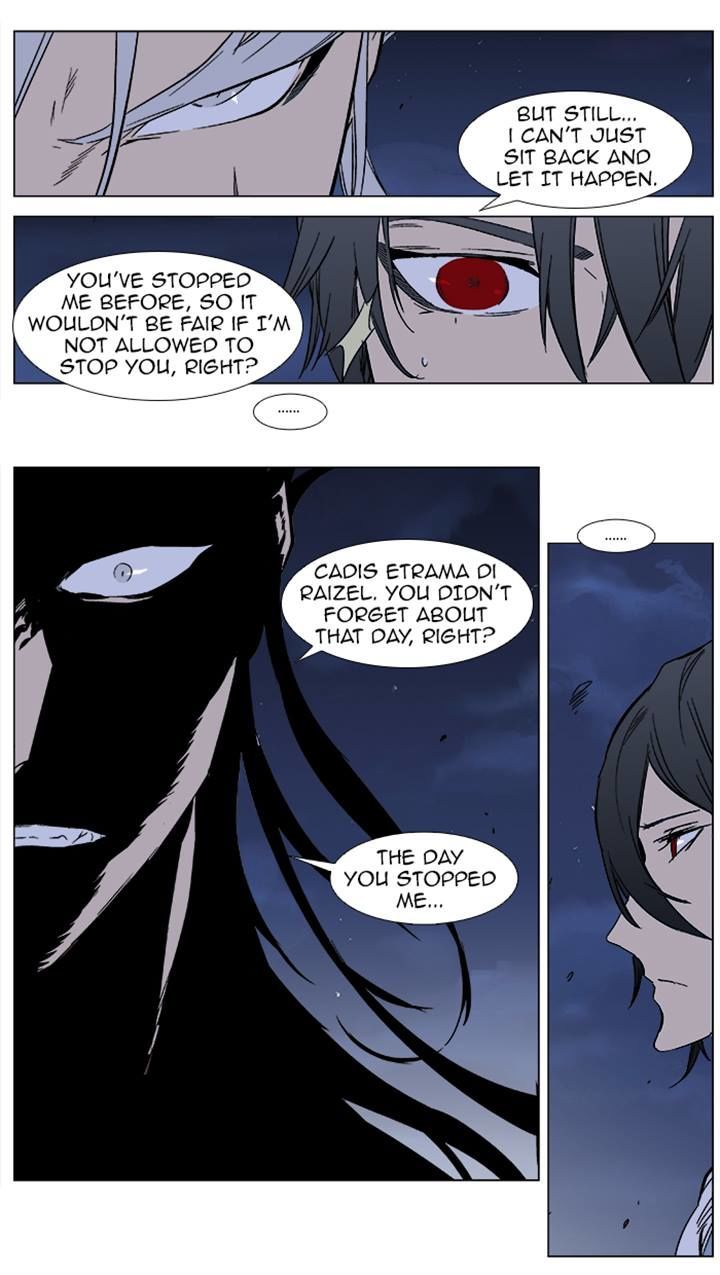 BUT STILL...
I CAN'T JUST
SIT BACK AND
LET IT HAPPEN.
YOU'VE STOPPED
ME BEFORE, SO IT
WOULDN'T BE FAIR IF I'M
NOT ALLOWED TO
STOP YOU, RIGHT?
......
......
CADIS ETRAMA DI
RAIZEL. YOU DIDN'T
FORGET ABOUT
THAT DAY, RIGHT?
THE DAY
YOU STOPPED
ME...